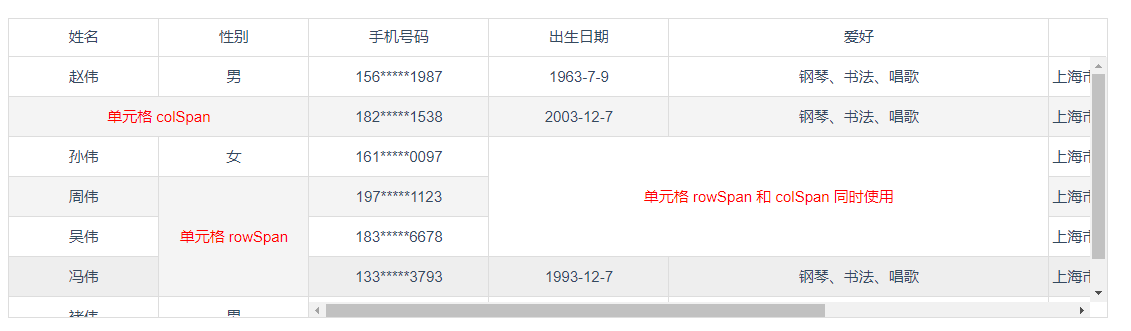 姓名 性别 手机号码 出生日期 爱好
赵伟 男 156*****1987 1963-7-9 钢琴、书法、唱歌 上海市
单元格 colSpan 182*****1538 2003-12-7 钢琴、书法、唱歌 上海市
孙伟 女 161*****0097 上海市
周伟 197*****1123 单元格 rowSpan 和 colSpan 同时使用 上海市
吴伟 单元格 rowSpan 183*****6678 上海市
冯伟 133*****3793 1993-12-7 钢琴、书法、唱歌 上海市
褚伟 男